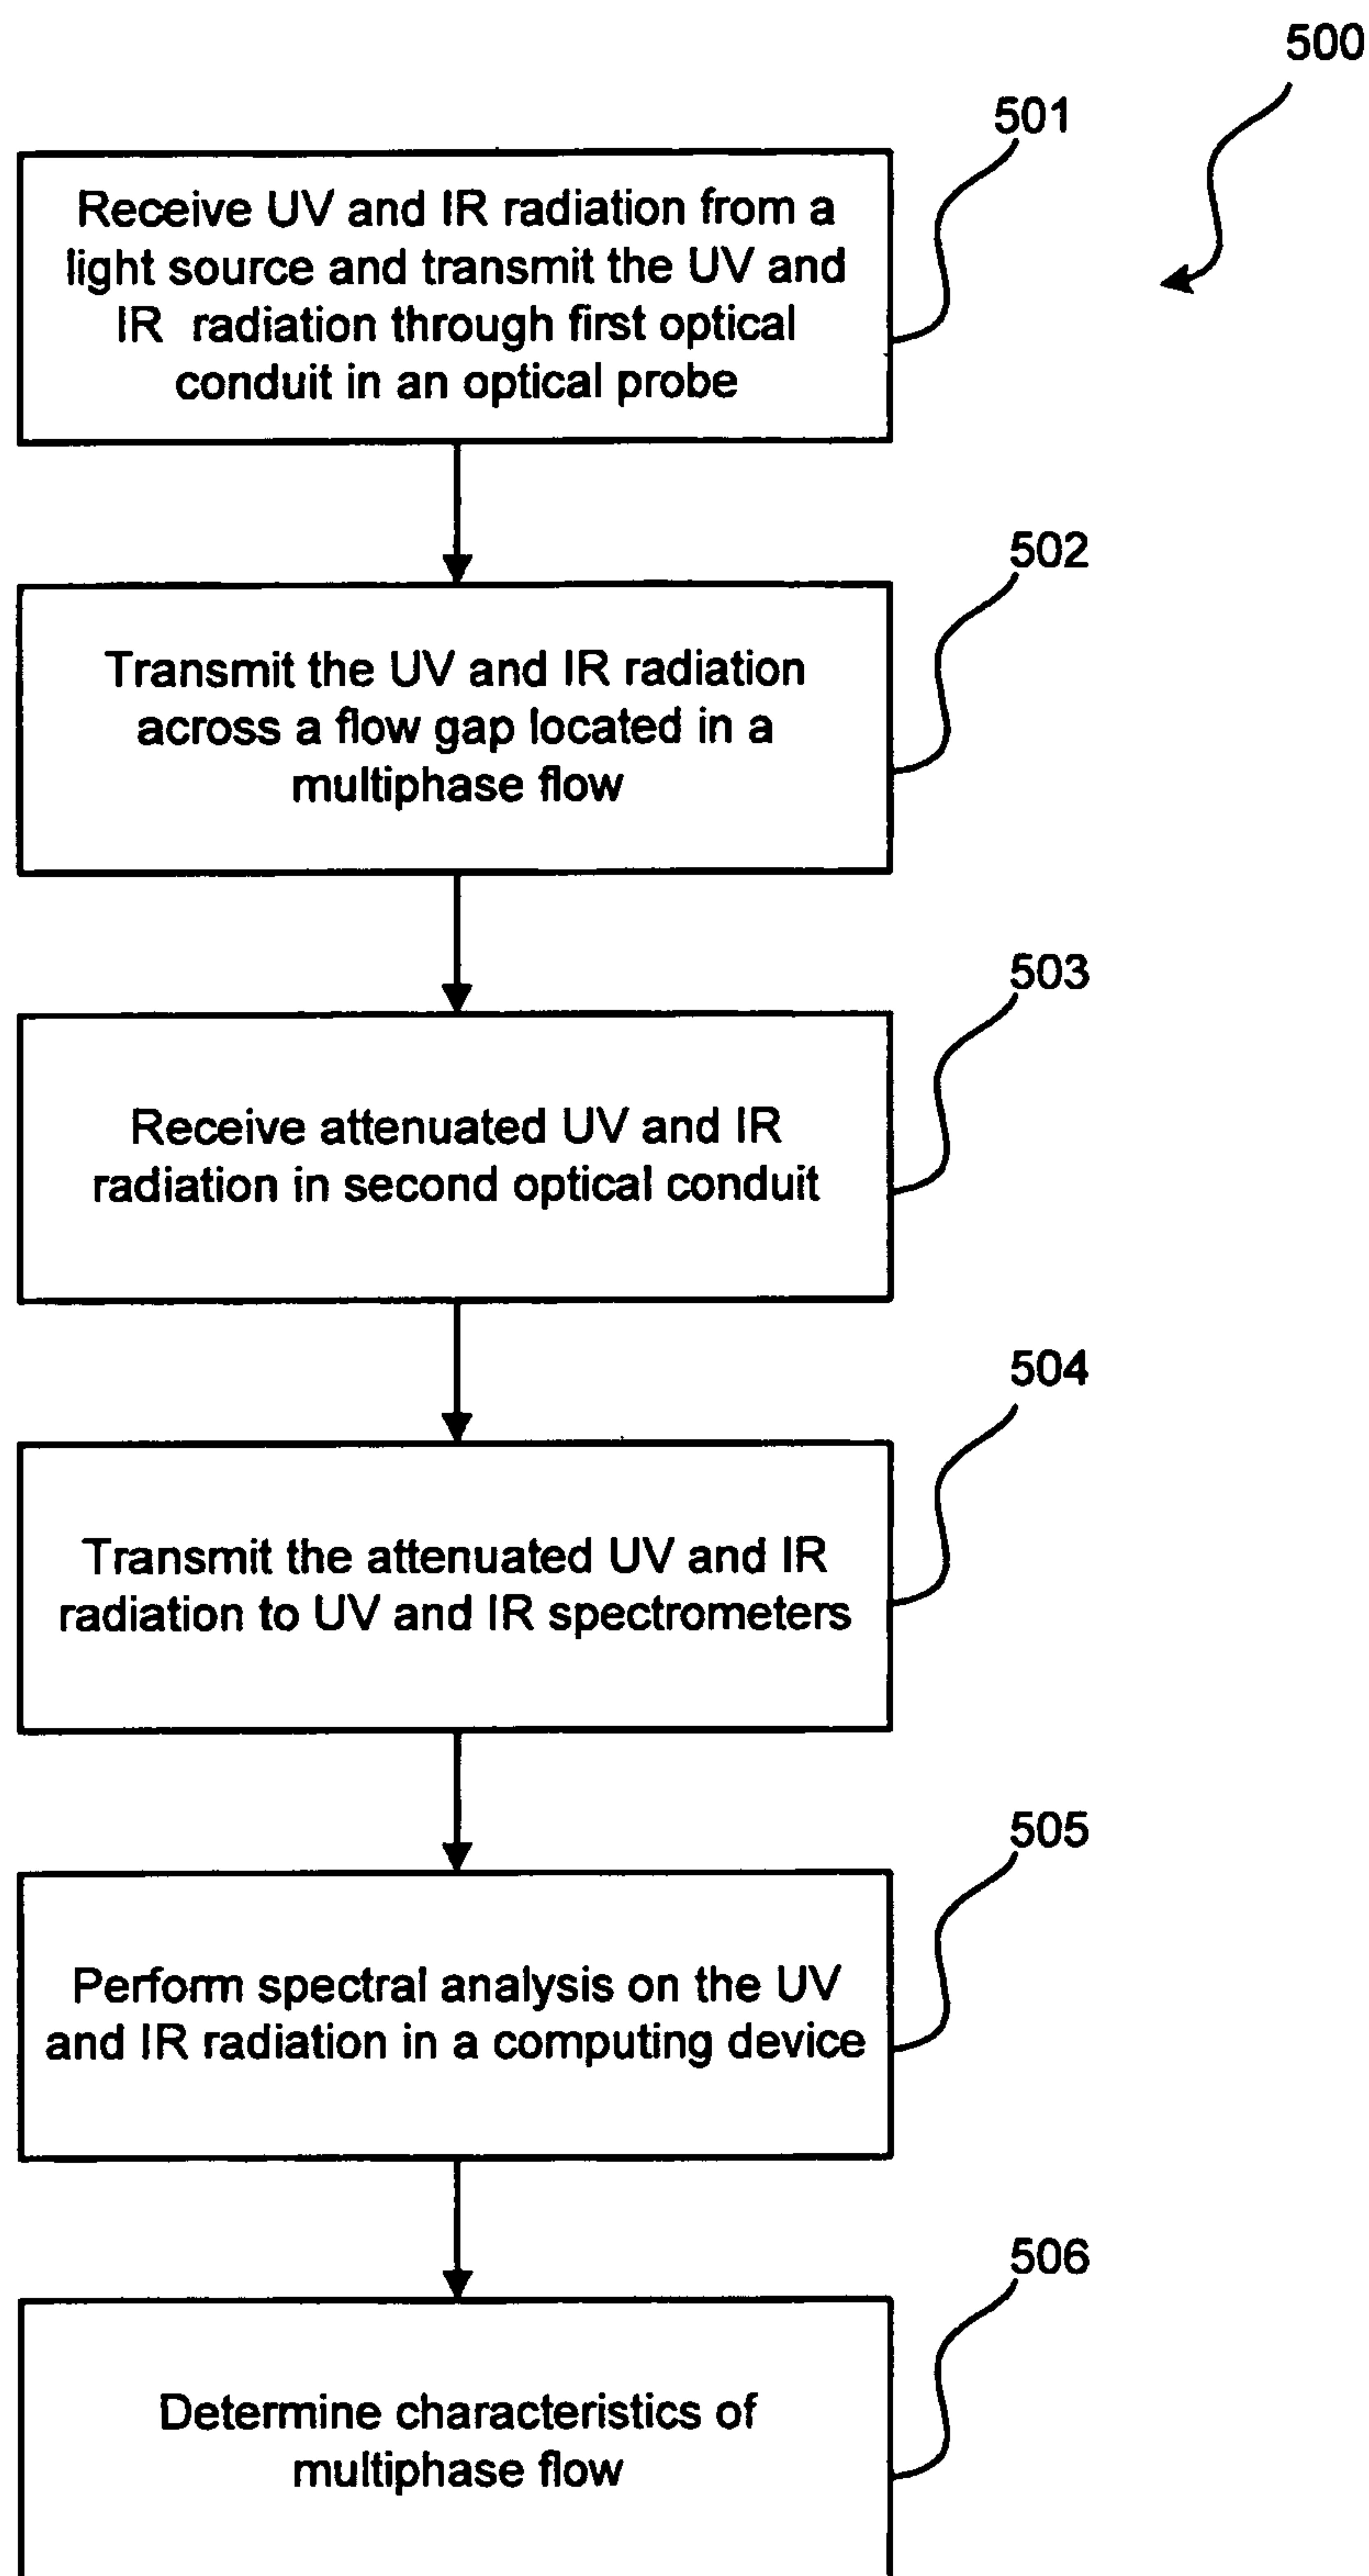 500
501
Receive UV and IR radiation from a
light source and transmit the UV and
IR radiation through first optical
conduit in an optical probe
502
Transmit the UV and IR radiation
across a flow gap located in a
multiphase flow
503
Receive attenuated UV and IR
radiation in second optical conduit
504
Transmit the attenuated UV and IR
radiation to UV and IR spectrometers
505
Perform spectral analysis on the UV
and IR radiation in a computing device
506
Determine characteristics of
multiphase flow